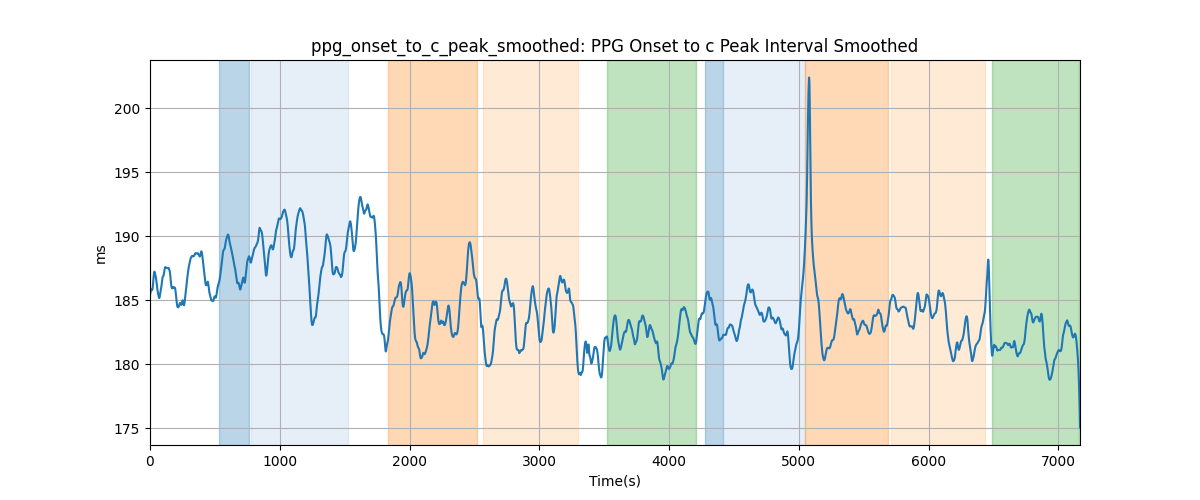 ppg_onset_to_c_peak_smoothed: PPG Onset to c Peak Interval Smoothed
200
195
190
185
180
175
ms
0 1000 2000 3000 4000 5000 6000 7000
Time(s)